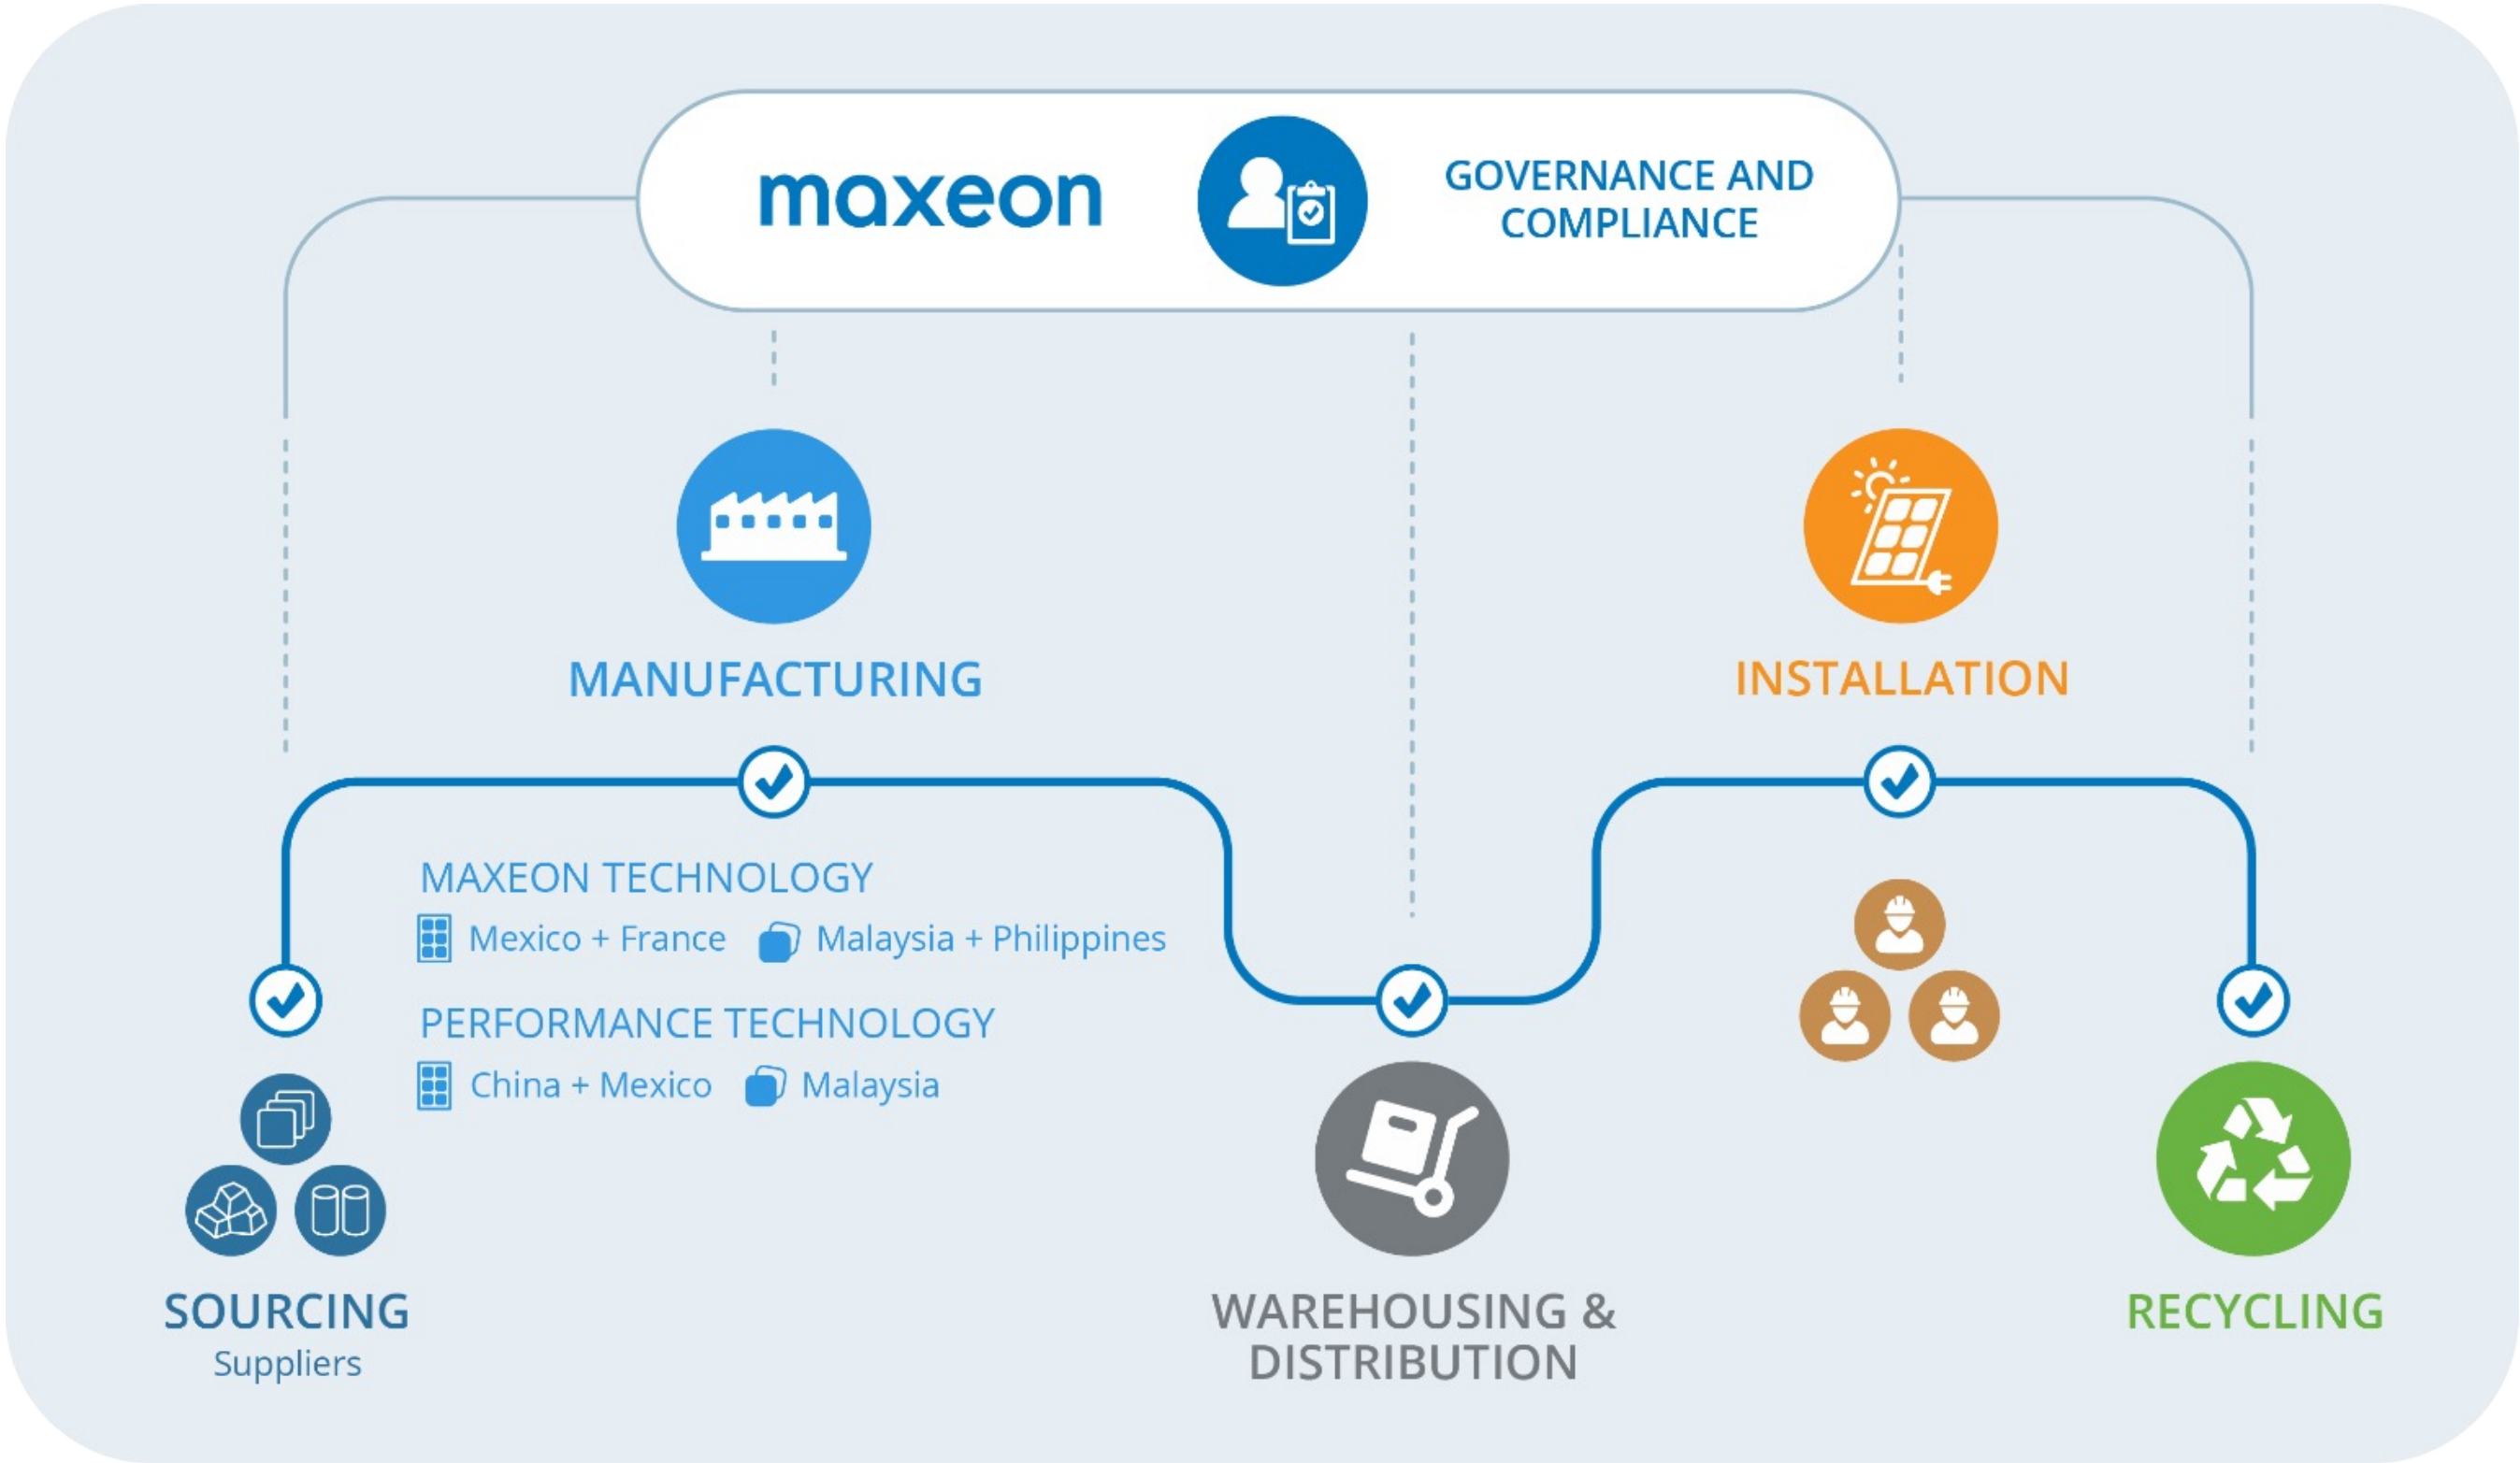 maxeon
GOVERNANCE AND
COMPLIANCE
MANUFACTURING
INSTALLATION
MAXEON TECHNOLOGY
Mexico + France Malaysia + Philippines
PERFORMANCE TECHNOLOGY
China + Mexico Malaysia
SOURCING
Suppliers
WAREHOUSING &
DISTRIBUTION
RECYCLING